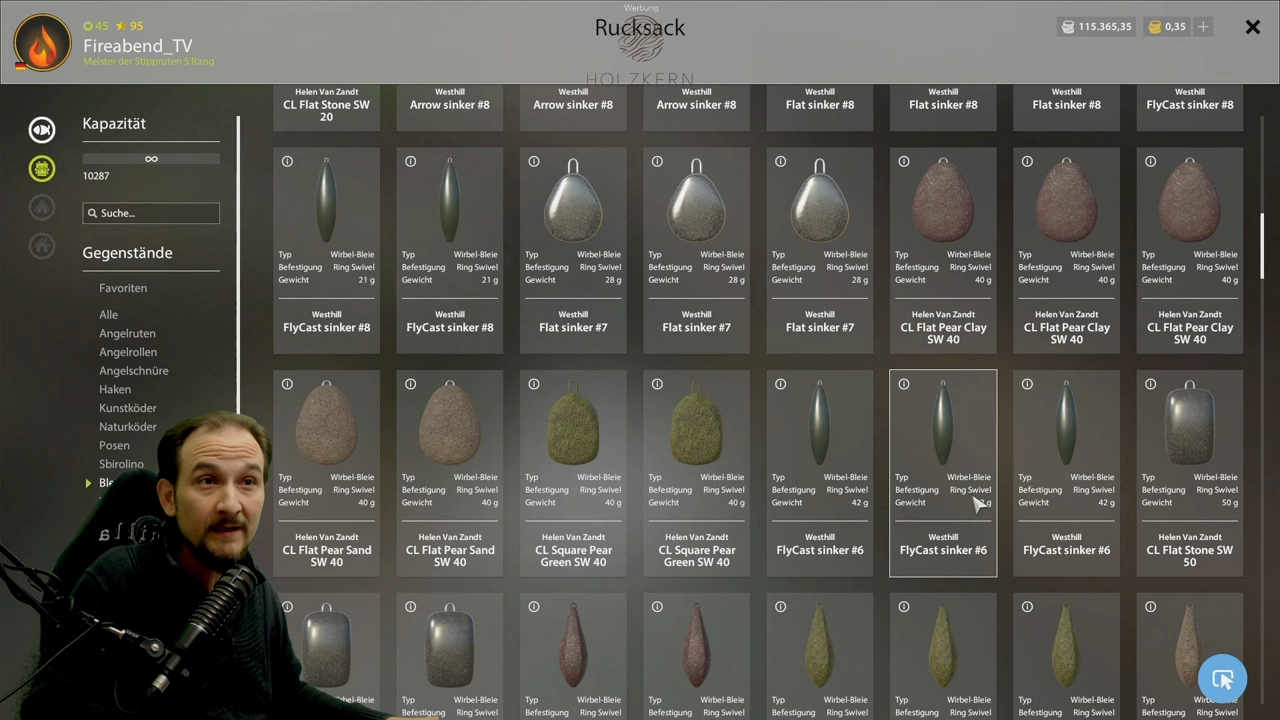 Werbung
45 95
Rucksack
115.365,35
0,35
Fireabend_TV
Meister der Stippruten 5 Rang
HOLZKERN
Kapazität
∞
10287
Suche...
Gegenstände
Favoriten
Alle
Angelruten
Angelrollen
Angelschnüre
Haken
Kunstköder
Naturköder
Posen
Sbirolino
Ble
Helen Van Zandt
CL Flat Stone SW
20
Westhill
Arrow sinker #8
Westhill
Arrow sinker #8
Westhill
Arrow sinker #8
Westhill
Flat sinker #8
Westhill
Flat sinker #8
Westhill
Flat sinker #8
Westhill
FlyCast sinker #8
Typ Wirbel-Bleie
Befestigung Ring Swivel
Gewicht 21 g
Westhill
FlyCast sinker #8
Typ Wirbel-Bleie
Befestigung Ring Swivel
Gewicht 21 g
Westhill
FlyCast sinker #8
Typ Wirbel-Bleie
Befestigung Ring Swivel
Gewicht 28 g
Westhill
Flat sinker #7
Typ Wirbel-Bleie
Befestigung Ring Swivel
Gewicht 28 g
Westhill
Flat sinker #7
Typ Wirbel-Bleie
Befestigung Ring Swivel
Gewicht 28 g
Westhill
Flat sinker #7
Typ Wirbel-Bleie
Befestigung Ring Swivel
Gewicht 40 g
Helen Van Zandt
CL Flat Pear Clay
SW 40
Typ Wirbel-Bleie
Befestigung Ring Swivel
Gewicht 40 g
Helen Van Zandt
CL Flat Pear Clay
SW 40
Typ Wirbel-Bleie
Befestigung Ring Swivel
Gewicht 40 g
Helen Van Zandt
CL Flat Pear Clay
SW 40
Typ Wirbel-Bleie
Befestigung Ring Swivel
Gewicht 40 g
Helen Van Zandt
CL Flat Pear Sand
SW 40
Typ Wirbel-Bleie
Befestigung Ring Swivel
Gewicht 40 g
Helen Van Zandt
CL Flat Pear Sand
SW 40
Typ Wirbel-Bleie
Befestigung Ring Swivel
Gewicht 40 g
Helen Van Zandt
CL Square Pear
Green SW 40
Typ Wirbel-Bleie
Befestigung Ring Swivel
Gewicht 40 g
Helen Van Zandt
CL Square Pear
Green SW 40
Typ Wirbel-Bleie
Befestigung Ring Swivel
Gewicht 42 g
Westhill
FlyCast sinker #6
Typ Wirbel-Bleie
Befestigung Ring Swivel
Gewicht g
Westhill
FlyCast sinker #6
Typ Wirbel-Bleie
Befestigung Ring Swivel
Gewicht 42 g
Westhill
FlyCast sinker #6
Typ Wirbel-Bleie
Befestigung Ring Swivel
Gewicht 50 g
Helen Van Zandt
CL Flat Stone SW
50
Typ Wirbel-Bleie
Befestigung Ring Swivel
Typ Wirbel-Bleie
Befestigung Ring Swivel
Typ Wirbel-Bleie
Befestigung Ring Swivel
Typ Wirbel-Bleie
Befestigung Ring Swivel
Typ Wirbel-Bleie
Befestigung Ring Swivel
Typ Wirbel-Bleie
Befestigung Ring Swivel
Typ Wirbel-Bleie
Befestigung Ring Swivel
Typ Wirbel-Bleie
Befestigung Ring Swivel